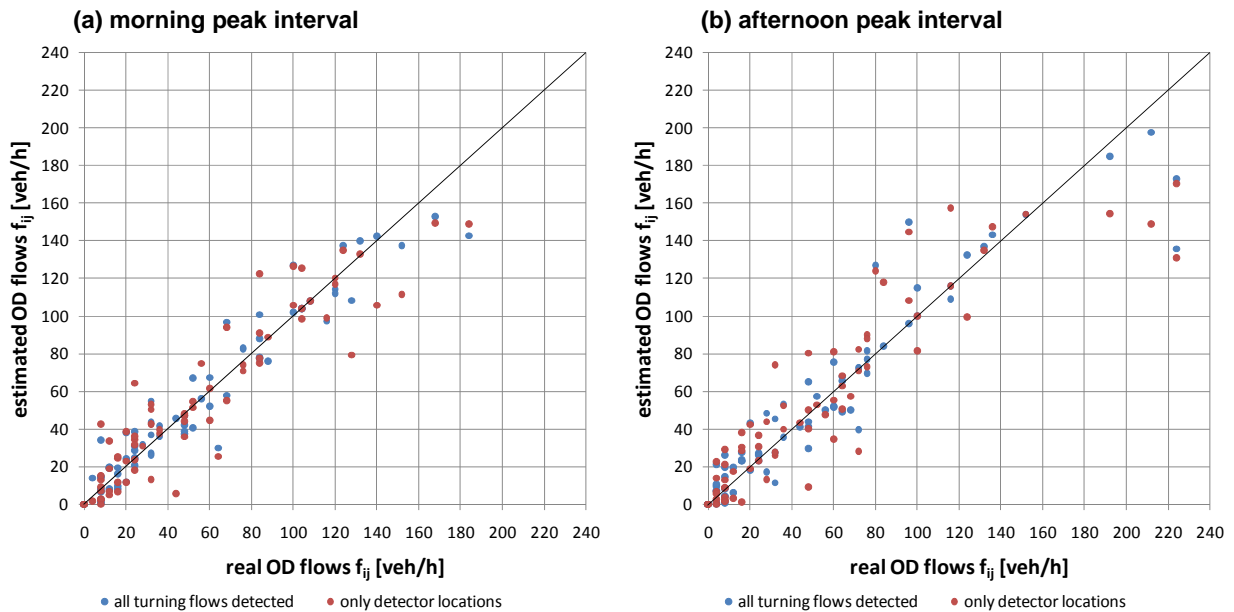 (a) morning peak interval
240
220
200
180
160
140
120
100
80
60
40
20
0
estimated OD flows fij [veh/h]
0 20 40 60 80 100 120 140 160 180 200 220 240
real OD flows fij [veh/h]
all turning flows detected only detector locations
(b) afternoon peak interval
240
220
200
180
160
140
120
100
80
60
40
20
0
estimated OD flows fij [veh/h]
0 20 40 60 80 100 120 140 160 180 200 220 240
real OD flows fij [veh/h]
all turning flows detected only detector locations